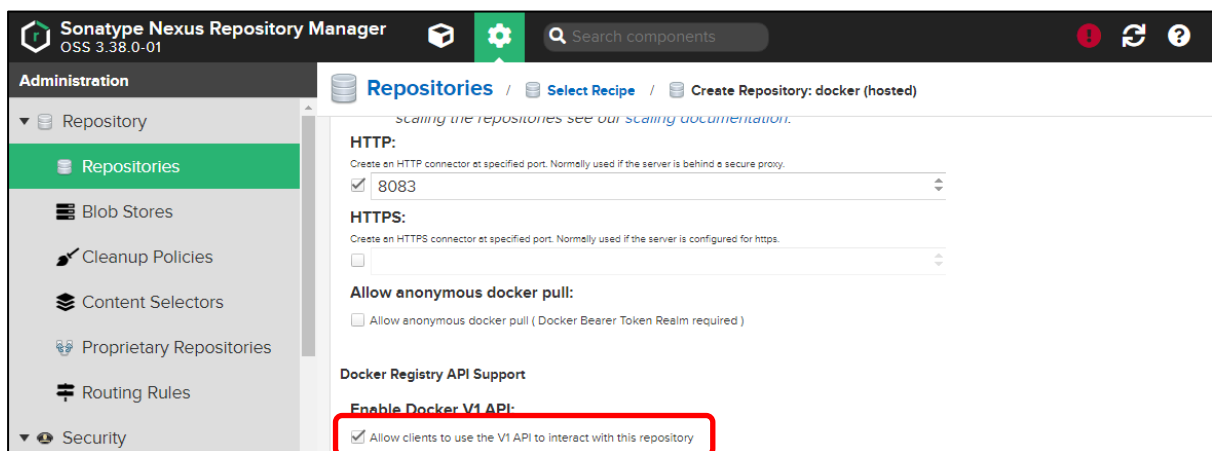 Sonatype Nexus Repository Manager
OSS 3.38.0-01
Search components
Administration
Repositories / Select Recipe / Create Repository: docker (hosted)
Repository
Repositories
Blob Stores
Cleanup Policies
Content Selectors
Proprietary Repositories
Routing Rules
Security
scaling the repositories see our scaling documentation.
HTTP:
Create an HTTP connector at specified port. Normally used if the server is behind a secure proxy.
8083
HTTPS:
Create an HTTPS connector at specified port. Normally used if the server is configured for https.
Allow anonymous docker pull:
Allow anonymous docker pull ( Docker Bearer Token Realm required )
Docker Registry API Support
Enable Docker V1 API:
Allow clients to use the V1 API to interact with this repository